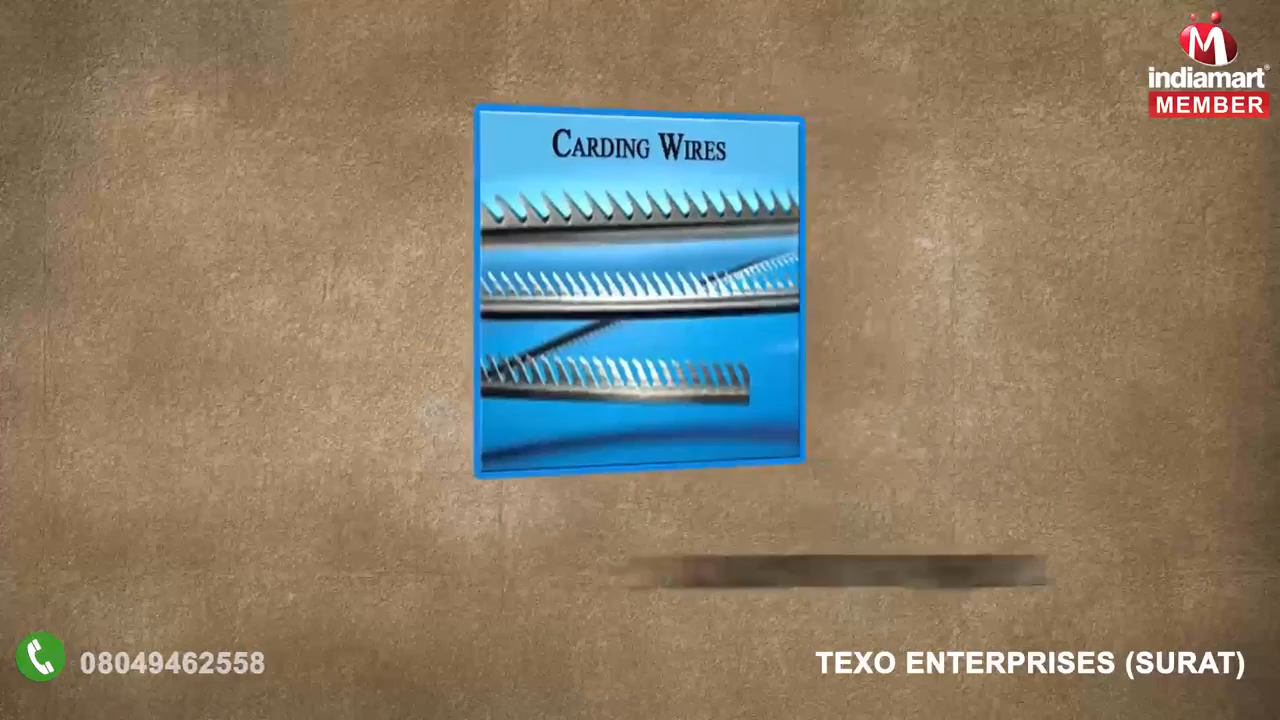 indiamart
MEMBER
CARDING WIRES
08049462558
TEXO ENTERPRISES (SURAT)